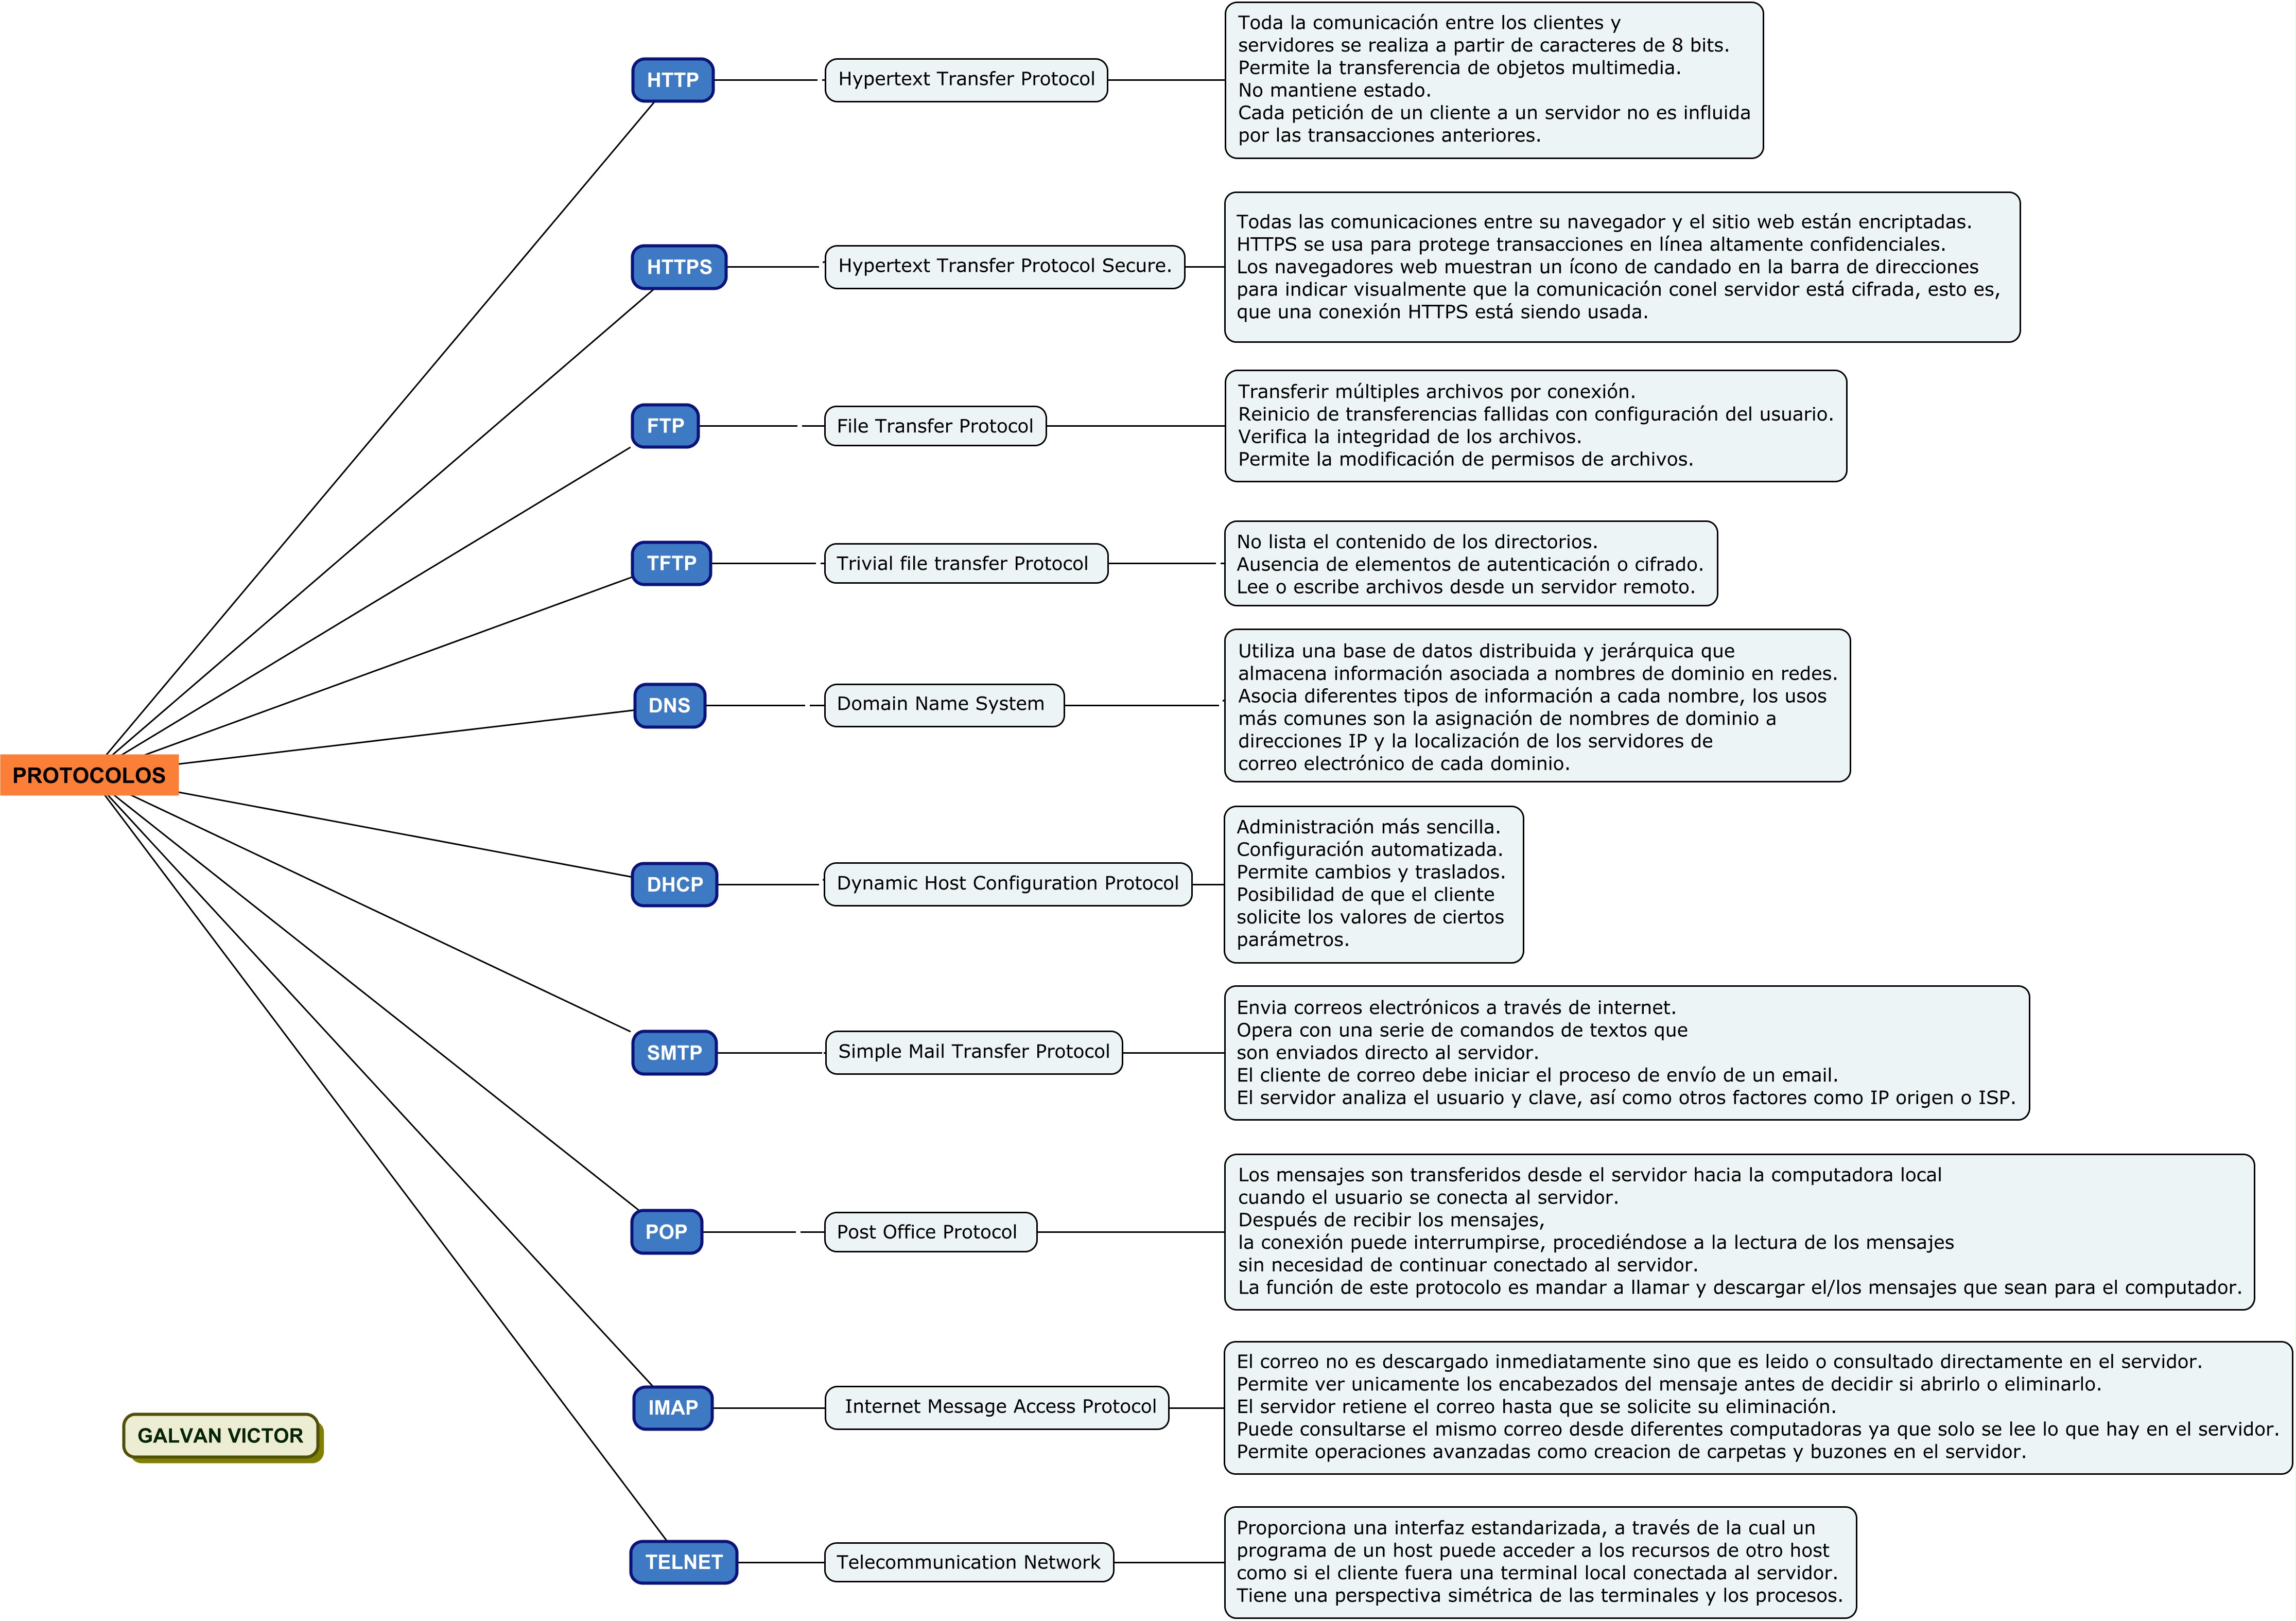 HTTP
Hypertext Transfer Protocol
Toda la comunicación entre los clientes y
servidores se realiza a partir de caracteres de 8 bits.
Permite la transferencia de objetos multimedia.
No mantiene estado.
Cada petición de un cliente a un servidor no es influida
por las transacciones anteriores.
HTTPS
Hypertext Transfer Protocol Secure.
Todas las comunicaciones entre su navegador y el sitio web están encriptadas.
HTTPS se usa para protege transacciones en línea altamente confidenciales.
Los navegadores web muestran un ícono de candado en la barra de direcciones
para indicar visualmente que la comunicación conel servidor está cifrada, esto es,
que una conexión HTTPS está siendo usada.
FTP
File Transfer Protocol
Transferir múltiples archivos por conexión.
Reinicio de transferencias fallidas con configuración del usuario.
Verifica la integridad de los archivos.
Permite la modificación de permisos de archivos.
TFTP
Trivial file transfer Protocol
No lista el contenido de los directorios.
Ausencia de elementos de autenticación o cifrado.
Lee o escribe archivos desde un servidor remoto.
DNS
Domain Name System
Utiliza una base de datos distribuida y jerárquica que
almacena información asociada a nombres de dominio en redes.
Asocia diferentes tipos de información a cada nombre, los usos
más comunes son la asignación de nombres de dominio a
direcciones IP y la localización de los servidores de
correo electrónico de cada dominio.
PROTOCOLOS
DHCP
Dynamic Host Configuration Protocol
Administración más sencilla.
Configuración automatizada.
Permite cambios y traslados.
Posibilidad de que el cliente
solicite los valores de ciertos
parámetros.
SMTP
Simple Mail Transfer Protocol
Envia correos electrónicos a través de internet.
Opera con una serie de comandos de textos que
son enviados directo al servidor.
El cliente de correo debe iniciar el proceso de envío de un email.
El servidor analiza el usuario y clave, así como otros factores como IP origen o ISP.
POP
Post Office Protocol
Los mensajes son transferidos desde el servidor hacia la computadora local
cuando el usuario se conecta al servidor.
Después de recibir los mensajes,
la conexión puede interrumpirse, procediéndose a la lectura de los mensajes
sin necesidad de continuar conectado al servidor.
La función de este protocolo es mandar a llamar y descargar el/los mensajes que sean para el computador.
IMAP
Internet Message Access Protocol
El correo no es descargado inmediatamente sino que es leido o consultado directamente en el servidor.
Permite ver unicamente los encabezados del mensaje antes de decidir si abrirlo o eliminarlo.
El servidor retiene el correo hasta que se solicite su eliminación.
Puede consultarse el mismo correo desde diferentes computadoras ya que solo se lee lo que hay en el servidor.
Permite operaciones avanzadas como creacion de carpetas y buzones en el servidor.
GALVAN VICTOR
TELNET
Telecommunication Network
Proporciona una interfaz estandarizada, a través de la cual un
programa de un host puede acceder a los recursos de otro host
como si el cliente fuera una terminal local conectada al servidor.
Tiene una perspectiva simétrica de las terminales y los procesos.